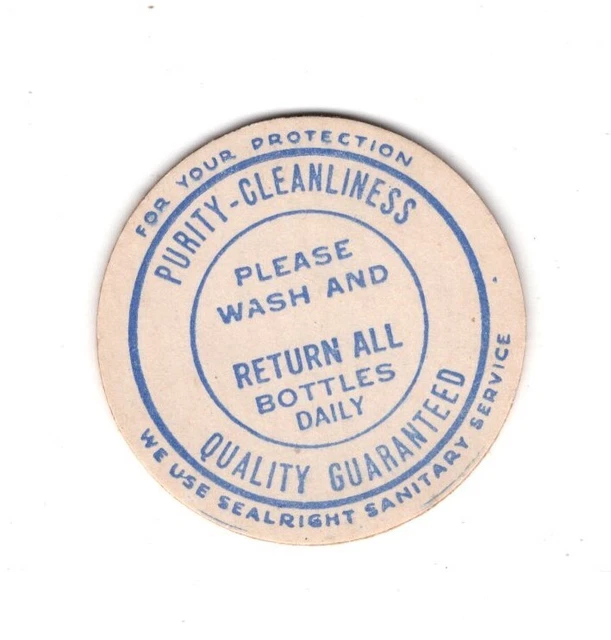 FOR YOUR PROTECTION
PURITY-CLEANLINESS
PLEASE
WASH AND
RETURN ALL
BOTTLES
DAILY
QUALITY GUARANTEED
WE USE SEALRIGHT SANITARY SERVICE